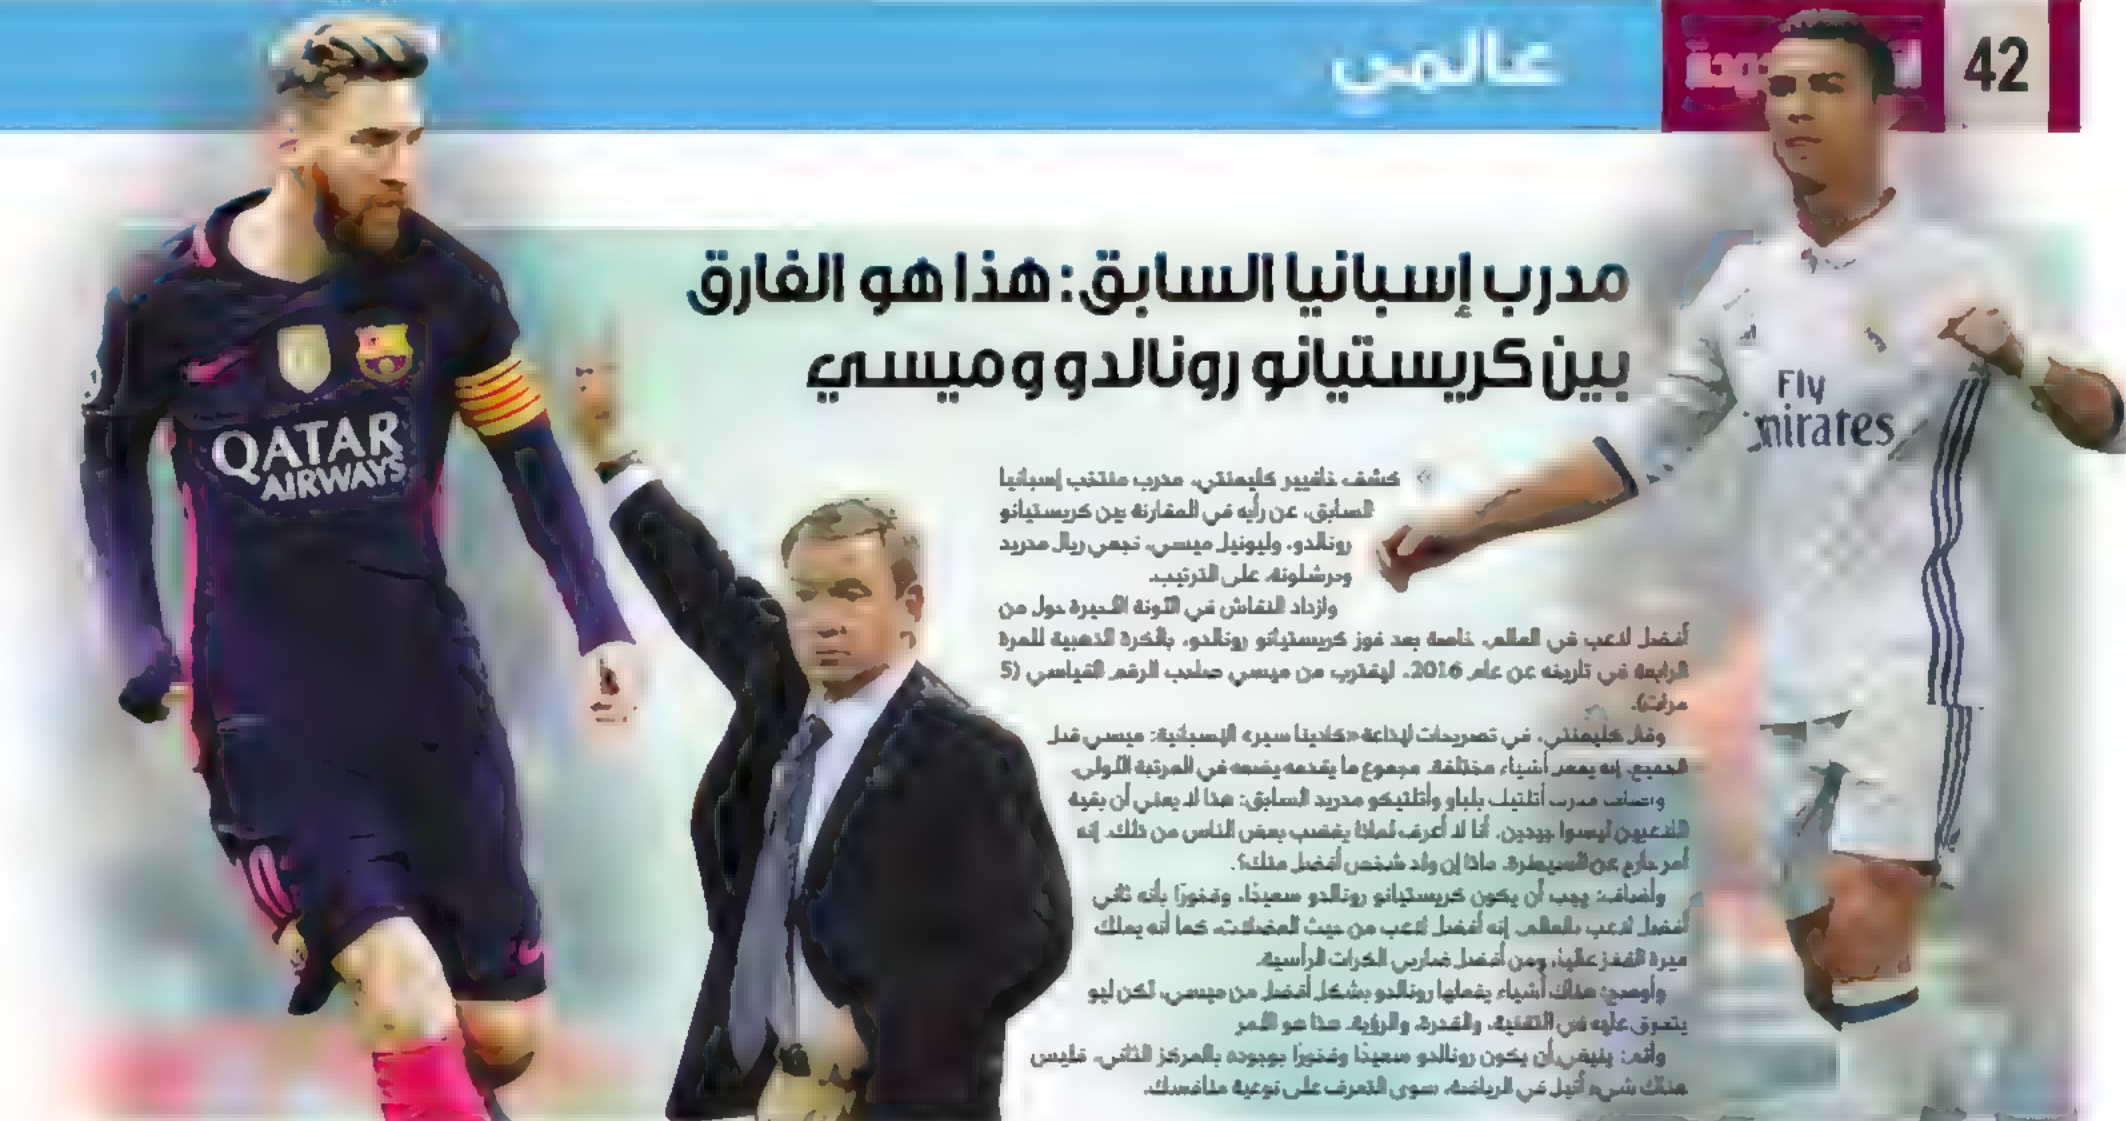 42
عالمي
مدرب إسبانيا السابق: هذا هو الفارق
بين كريستيانو رونالدو وميسي
QATAR
AIRWAYS
Fly
mirates
كشف خافيير كليمنتي، مدرب منتخب إسبانيا
السابق، عن رأيه في المقارنة بين كريستيانو
رونالدو، وليونيل ميسي، نجمي ريال مدريد
وبرشلونة، على الترتيب.
وازداد النقاش في الآونة الأخيرة حول من
أفضل لاعب في العالم، خاصة بعد فوز كريستيانو رونالدو، بالكرة الذهبية للمرة
الرابعة في تاريخه عن عام 2016، ليقترب من ميسي صاحب الرقم القياسي (5
مرات).
وقال كليمنتي، في تصريحات لإذاعة «كادينا سير» الإسبانية: ميسي قبل
الجميع، إنه يصدر أشياء مختلفة، مجموع ما يقدمه يضعه في المرتبة الأولى.
مدرب أتلتيك بلباو وأتلتيكو مدريد السابق: هذا لا يعني أن بقية
اللاعبين ليسوا جيدين، أنا لا أعرف لماذا يغضب بعض الناس من ذلك، إنه
أمر خارج عن السيطرة، ماذا إن ولد شخص أفضل منك؟.
وأضاف: يجب أن يكون كريستيانو رونالدو سعيدًا، وفخورًا بأنه ثاني
أفضل لاعب بالعالم، إنه أفضل لاعب من حيث العضلات، كما أنه يملك
ميزة القفز عاليًا، ومن أفضل ضاربي الكرات الرأسية.
وأوضح: هناك أشياء يفعلها رونالدو بشكل أفضل من ميسي، لكن ليو
يتفوق عليه في التقنية، والقدرة، والرؤية، هذا هو الأمر
وأتم: ينبغي أن يكون رونالدو سعيدًا وفخورًا بوجوده بالمركز الثاني، فليس
هناك شيء أنبل في الرياضة، سوى التعرف على نوعية منافسك.